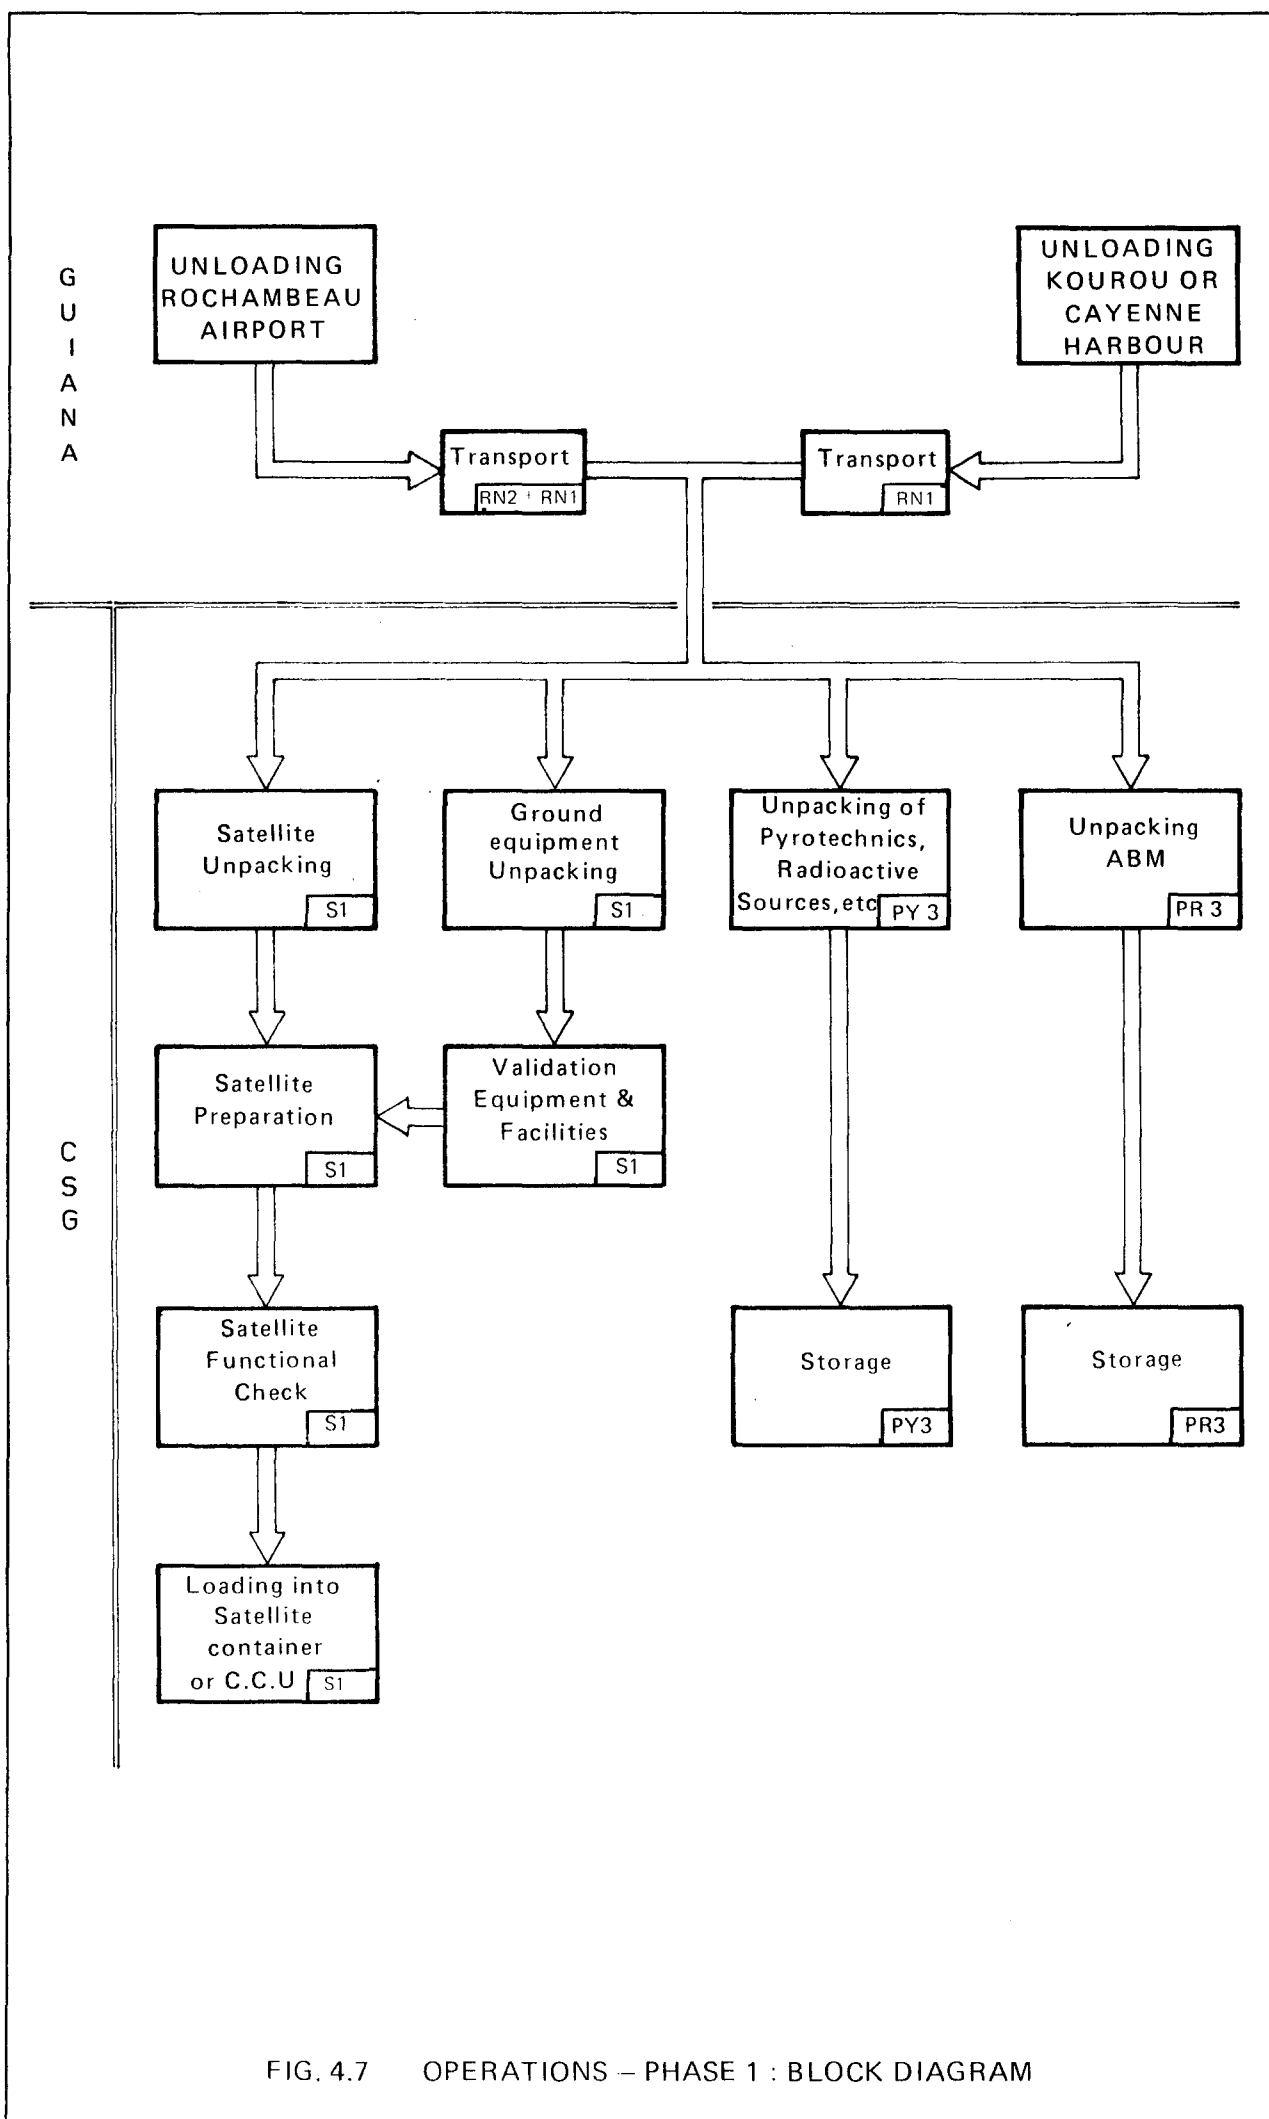 GUIANA
UNLOADING
ROCHAMBEAU
AIRPORT
UNLOADING
KOUROU OR
CAYENNE
HARBOUR
Transport
RN2 + RN1
Transport
RN1
CSG
Satellite
Unpacking
S1
Ground
equipment
Unpacking
S1
Unpacking of
Pyrotechnics,
Radioactive
Sources,etc
PY 3
Unpacking
ABM
PR 3
Satellite
Preparation
S1
Validation
Equipment &
Facilities
S1
Satellite
Functional
Check
S1
Storage
PY3
Storage
PR3
Loading into
Satellite
container
or C.C.U
S1
FIG. 4.7 OPERATIONS – PHASE 1 : BLOCK DIAGRAM